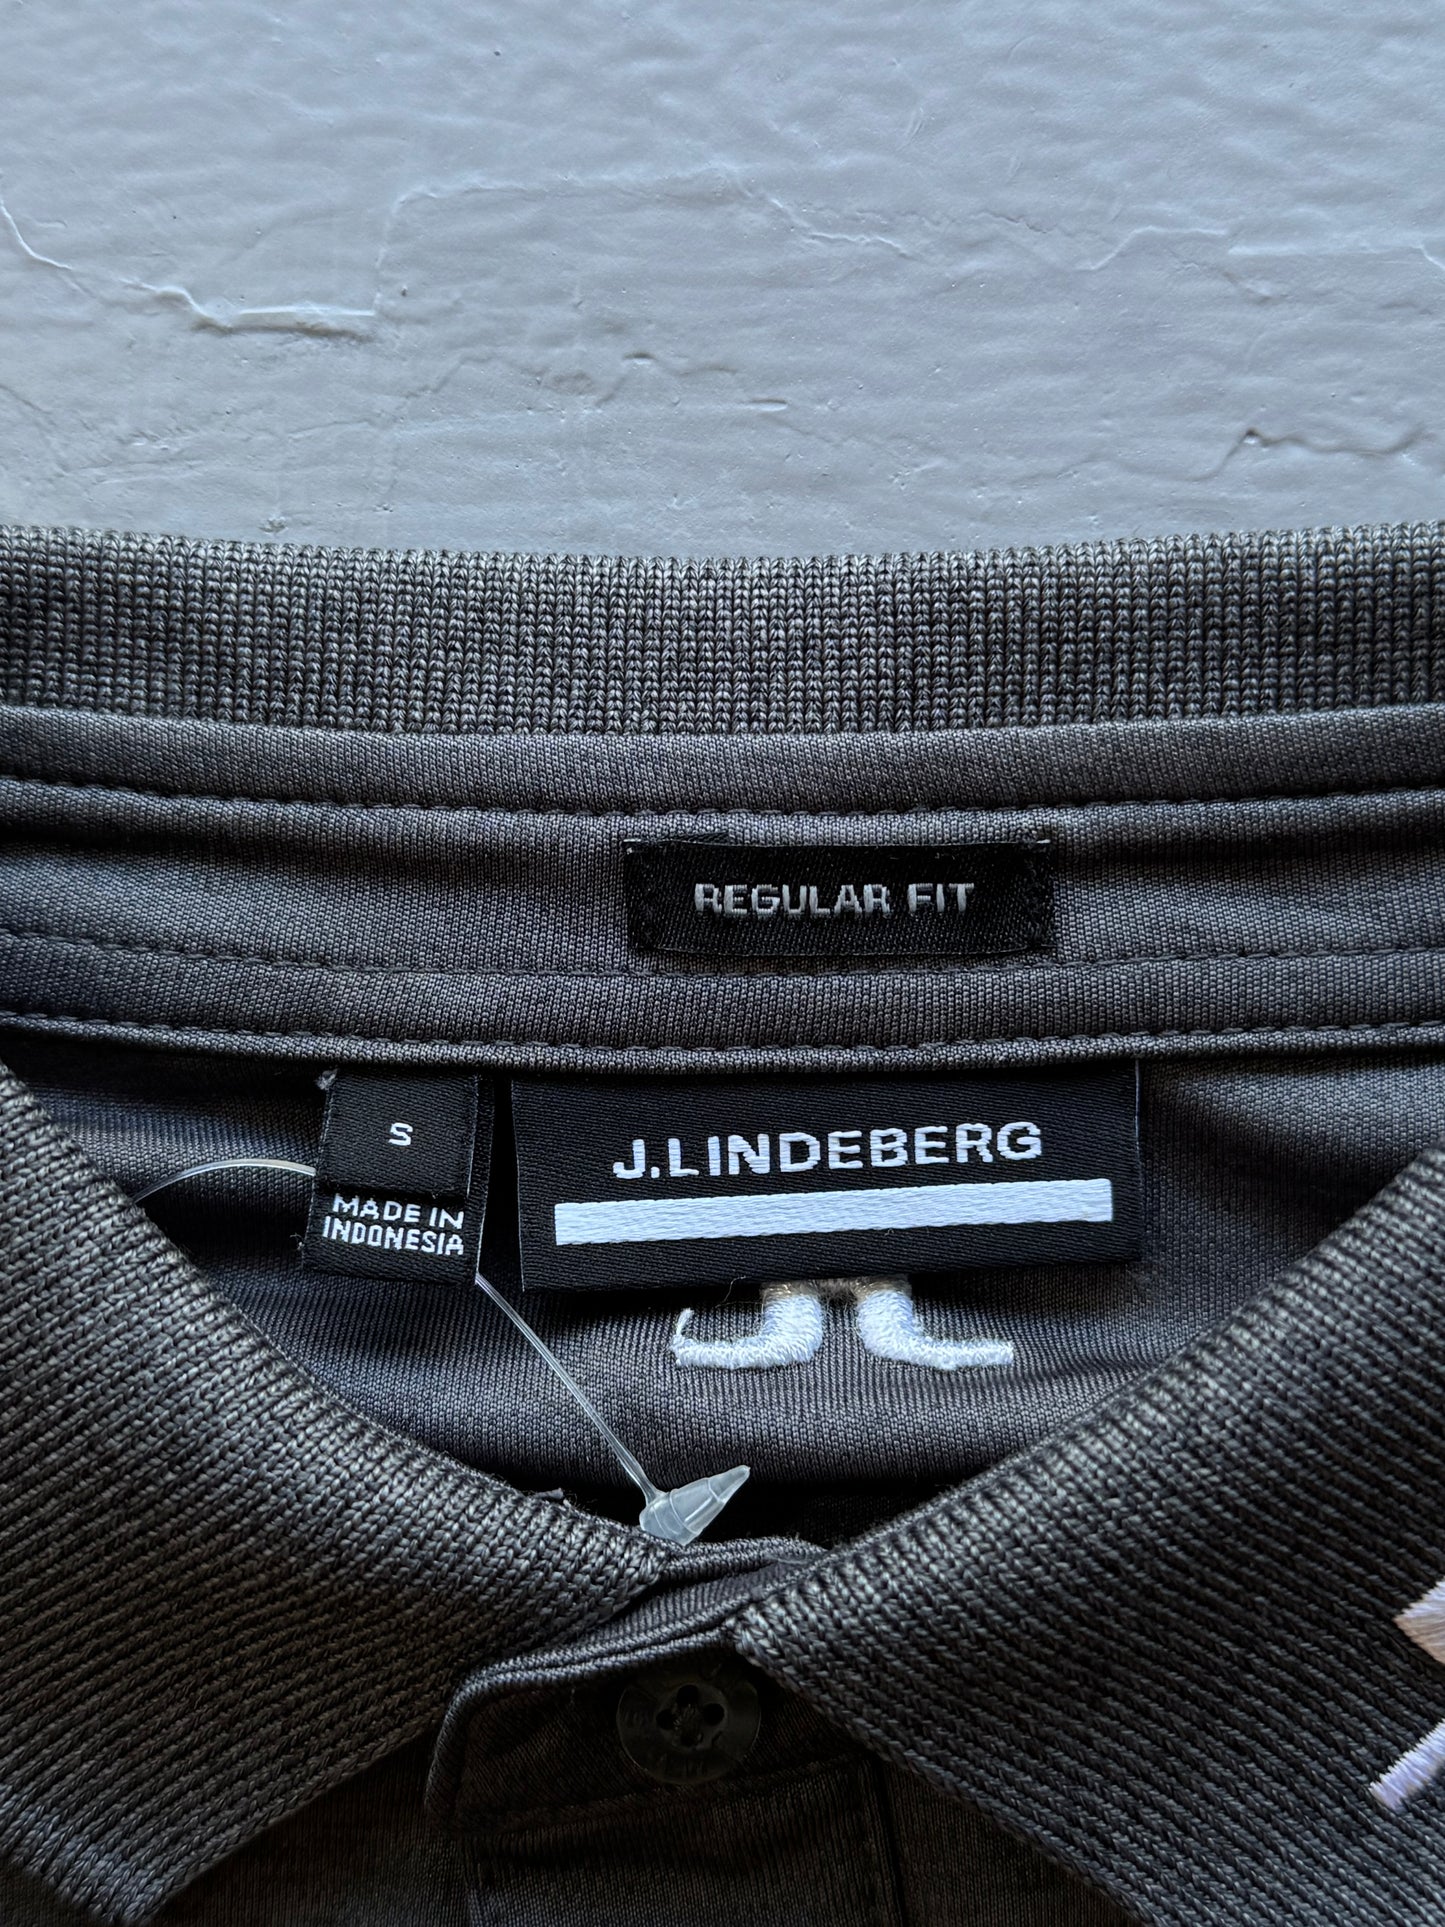 REGULAR FIT
S
MADE IN
INDONESIA
J.LINDEBERG